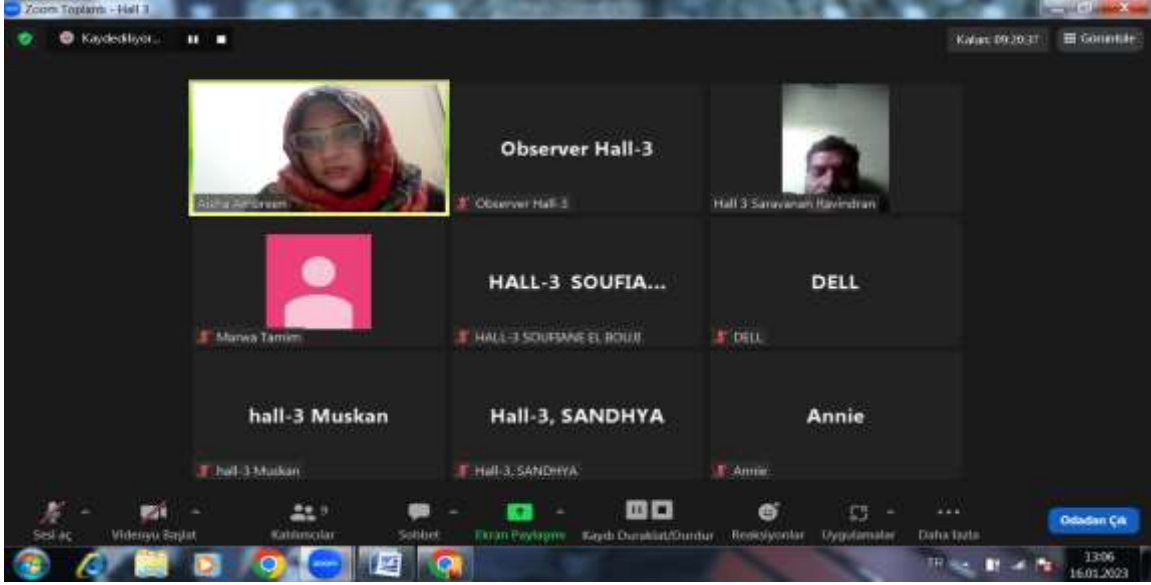 Zoom Toplantı - Hall 3
Kaydediliyor...
Kalan: 09:20:37
Görüntüle
Observer Hall-3
Observer Hall-3
Hall 3 Saravanan Ravindran
HALL-3 SOUFIA...
DELL
Marwa Tamim
HALL-3 SOUFIANE EL BOUJI
DELL
hall-3 Muskan
Hall-3, SANDHYA
Annie
hall-3 Muskan
Hall-3, SANDHYA
Annie
Sesi aç
Videoyu Başlat
Katılımcılar
9
Sohbet
Ekran Paylaşımı
Kaydı Duraklat/Durdur
Reaksiyonlar
Uygulamalar
Daha fazla
Odadan Çık
zoom
TR
13:06
16.01.2023